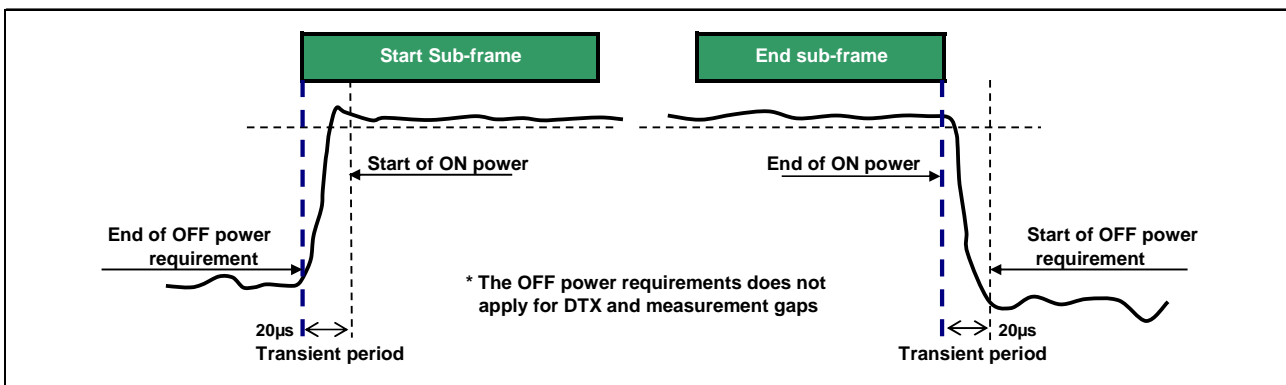 Start Sub-frame
End sub-frame
Start of ON power
End of ON power
End of OFF power
requirement
Start of OFF power
requirement
* The OFF power requirements does not
apply for DTX and measurement gaps
20µs
Transient period
20µs
Transient period